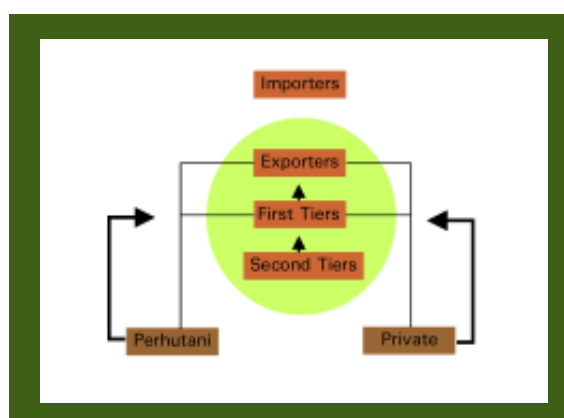 Importers
Exporters
First Tiers
Second Tiers
Perhutani
Private